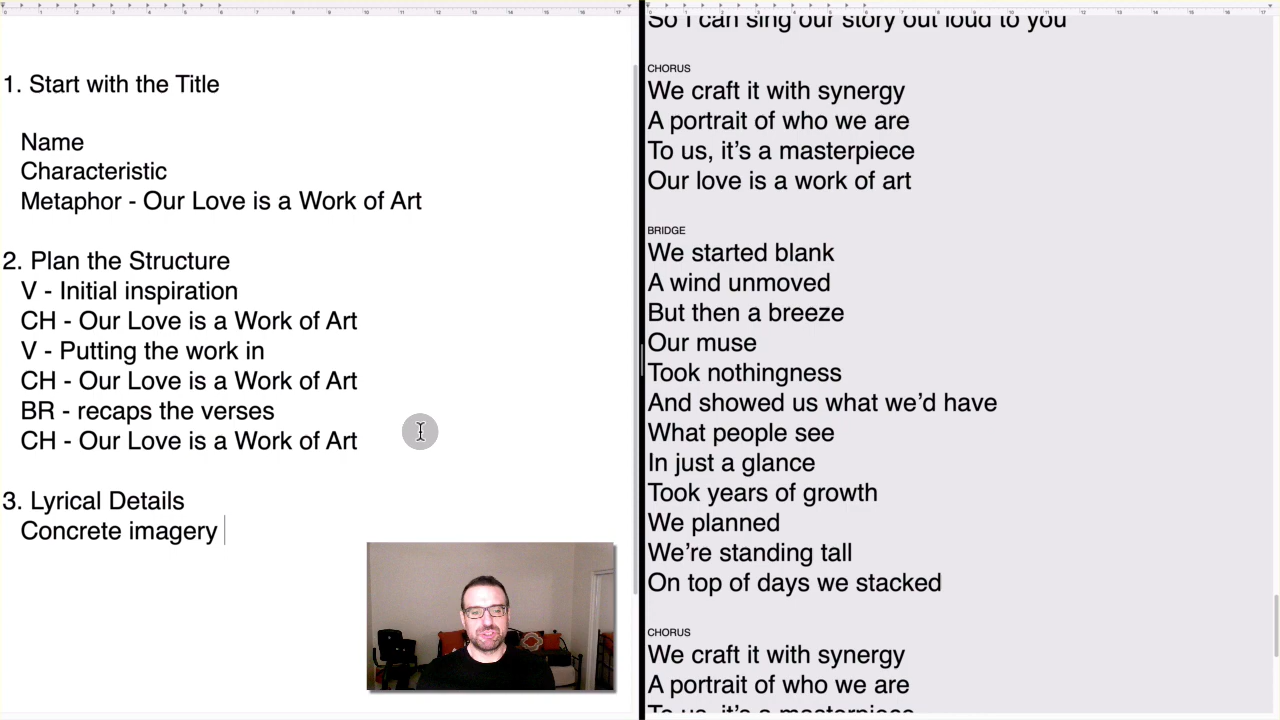 1. Start with the Title
Name
Characteristic
Metaphor - Our Love is a Work of Art
2. Plan the Structure
V - Initial inspiration
CH - Our Love is a Work of Art
V - Putting the work in
CH - Our Love is a Work of Art
BR - recaps the verses
CH - Our Love is a Work of Art
3. Lyrical Details
Concrete imagery
So I can sing our story out loud to you
CHORUS
We craft it with synergy
A portrait of who we are
To us, it’s a masterpiece
Our love is a work of art
BRIDGE
We started blank
A wind unmoved
But then a breeze
Our muse
Took nothingness
And showed us what we’d have
What people see
In just a glance
Took years of growth
We planned
We’re standing tall
On top of days we stacked
CHORUS
We craft it with synergy
A portrait of who we are
To us, it’s a masterpiece